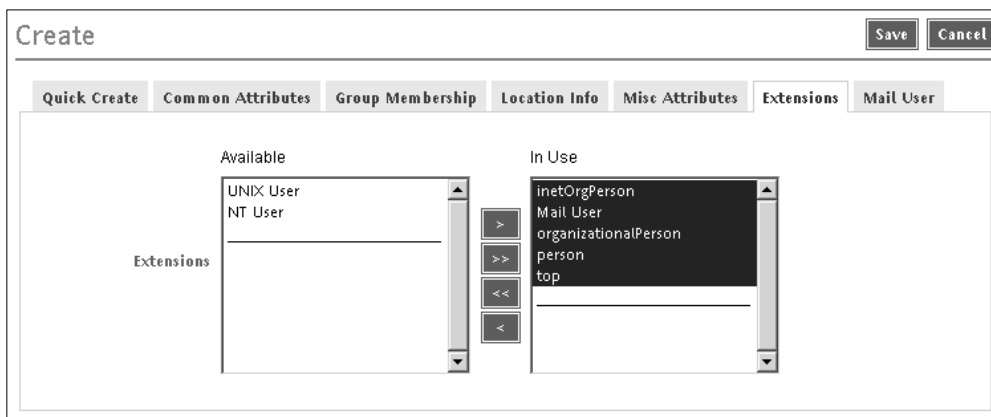 Create
Save Cancel
Quick Create Common Attributes Group Membership Location Info Misc Attributes Extensions Mail User
Available
In Use
UNIX User
NT User
inetOrgPerson
Mail User
organizationalPerson
person
top
Extensions
>
>>
<<
<